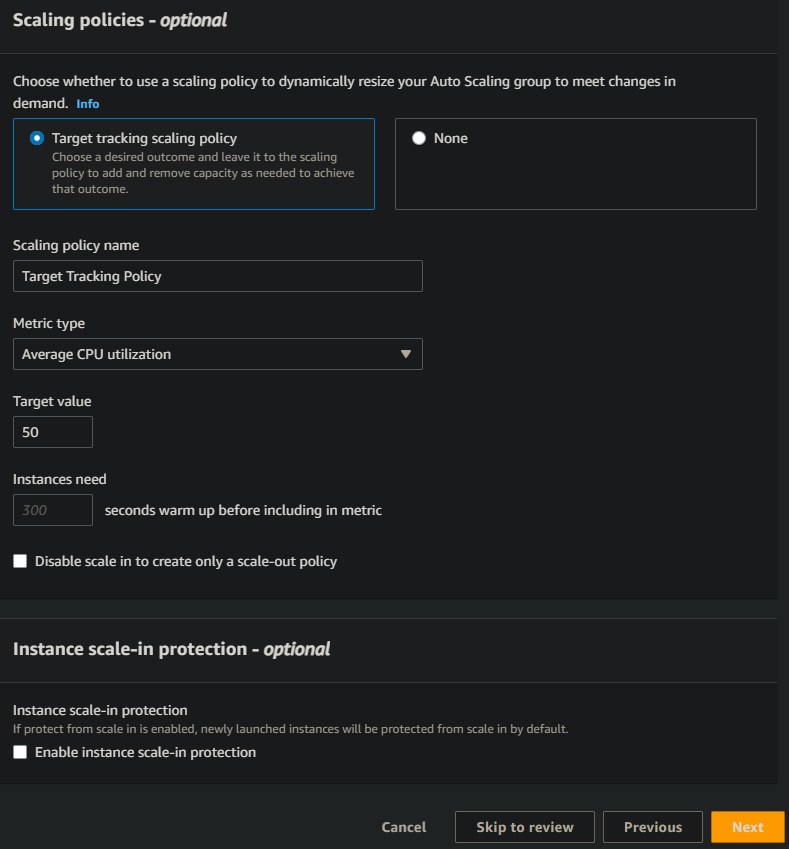 Scaling policies - optional
Choose whether to use a scaling policy to dynamically resize your Auto Scaling group to meet changes in
demand. Info
Target tracking scaling policy
Choose a desired outcome and leave it to the scaling
policy to add and remove capacity as needed to achieve
that outcome.
None
Scaling policy name
Target Tracking Policy
Metric type
Average CPU utilization
Target value
50
Instances need
300 seconds warm up before including in metric
Disable scale in to create only a scale-out policy
Instance scale-in protection - optional
Instance scale-in protection
If protect from scale in is enabled, newly launched instances will be protected from scale in by default.
Enable instance scale-in protection
Cancel Skip to review Previous Next